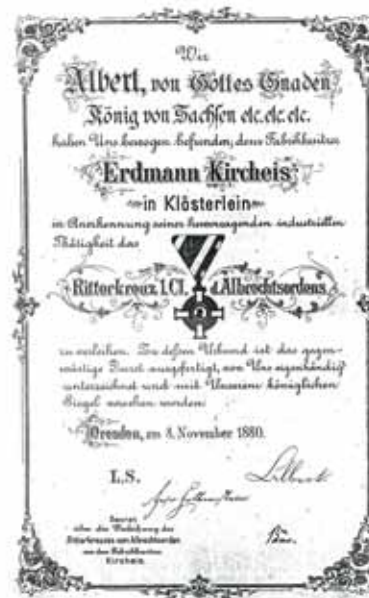 Wir
Albert, von Gottes Gnaden
König von Sachsen etc. etc. etc.
haben Uns bewogen befunden, dem Fabrikbesitzer
Erdmann Kircheis
in Klösterlein
in Anerkennung seiner hervorragenden industriellen
Thätigkeit das
Ritterkreuz I. Cl. d. Albrechtsordens
zu verleihen. Zu dessen Urkund ist das gegen-
wärtige Decret ausgefertigt, von Uns eigenhändig
unterzeichnet und mit Unserem königlichen
Siegel versehen worden.
Dresden, am 8. November 1880.
L.S.
Albert
Decret
über die Verleihung des
Ritterkreuzes vom Albrechtsorden
an den Fabrikbesitzer
Kircheis.